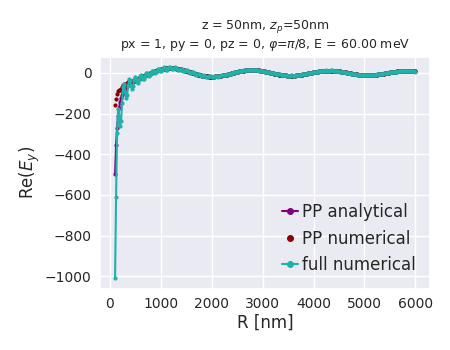 z = 50nm, z_p=50nm
px = 1, py = 0, pz = 0, φ=π/8, E = 60.00 meV
Re(E_y)
0
−200
−400
−600
−800
−1000
PP analytical
PP numerical
full numerical
0 1000 2000 3000 4000 5000 6000
R [nm]